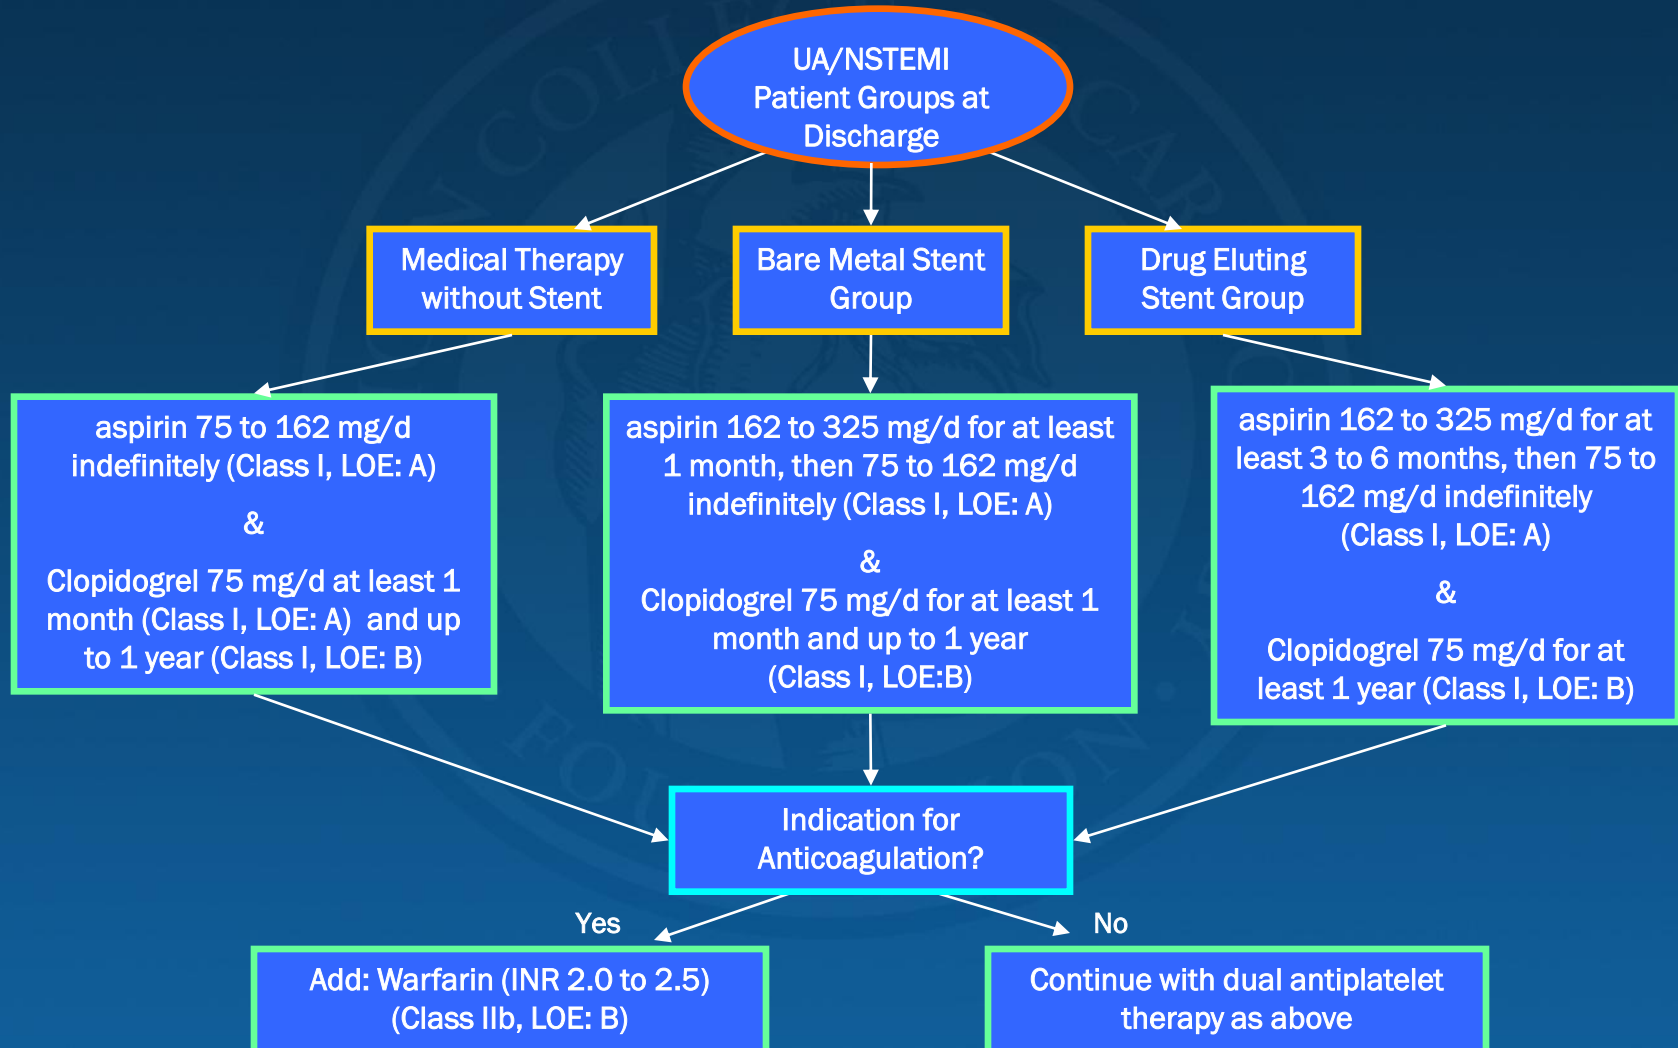 UA/NSTEMI
Patient Groups at
Discharge
Medical Therapy
without Stent
Bare Metal Stent
Group
Drug Eluting
Stent Group
aspirin 75 to 162 mg/d
indefinitely (Class I, LOE: A)
&
Clopidogrel 75 mg/d at least 1
month (Class I, LOE: A) and up
to 1 year (Class I, LOE: B)
aspirin 162 to 325 mg/d for at least
1 month, then 75 to 162 mg/d
indefinitely (Class I, LOE: A)
&
Clopidogrel 75 mg/d for at least 1
month and up to 1 year
(Class I, LOE:B)
aspirin 162 to 325 mg/d for at
least 3 to 6 months, then 75 to
162 mg/d indefinitely
(Class I, LOE: A)
&
Clopidogrel 75 mg/d for at
least 1 year (Class I, LOE: B)
Indication for
Anticoagulation?
Yes
No
Add: Warfarin (INR 2.0 to 2.5)
(Class IIb, LOE: B)
Continue with dual antiplatelet
therapy as above